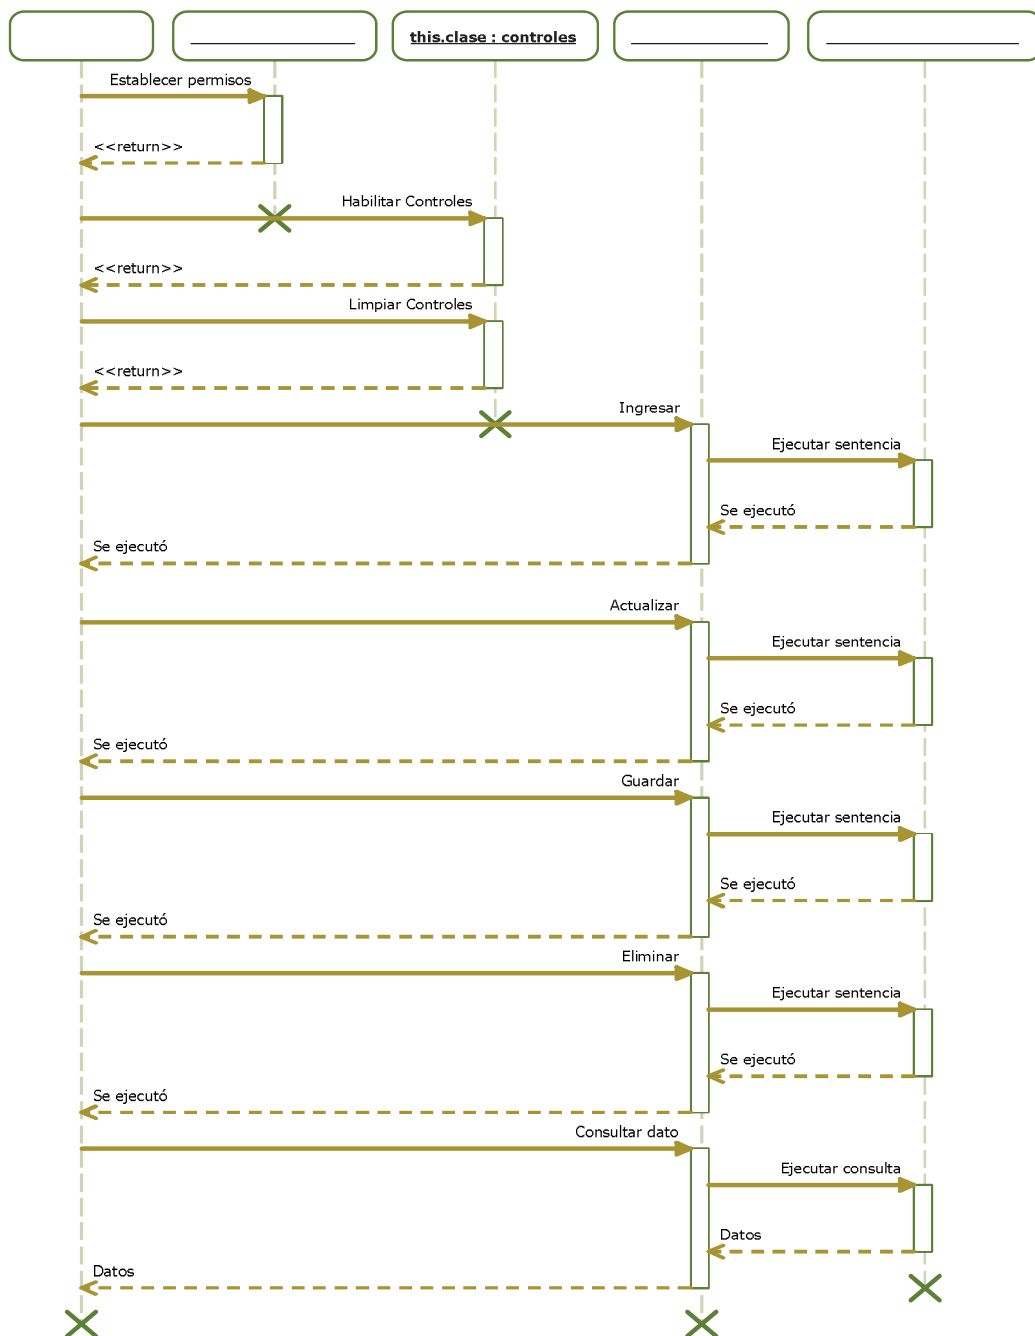 this.clase : controles
Establecer permisos
<<return>>
Habilitar Controles
<<return>>
Limpiar Controles
<<return>>
Ingresar
Ejecutar sentencia
Se ejecutó
Se ejecutó
Actualizar
Ejecutar sentencia
Se ejecutó
Se ejecutó
Guardar
Ejecutar sentencia
Se ejecutó
Se ejecutó
Eliminar
Ejecutar sentencia
Se ejecutó
Se ejecutó
Consultar dato
Ejecutar consulta
Datos
Datos